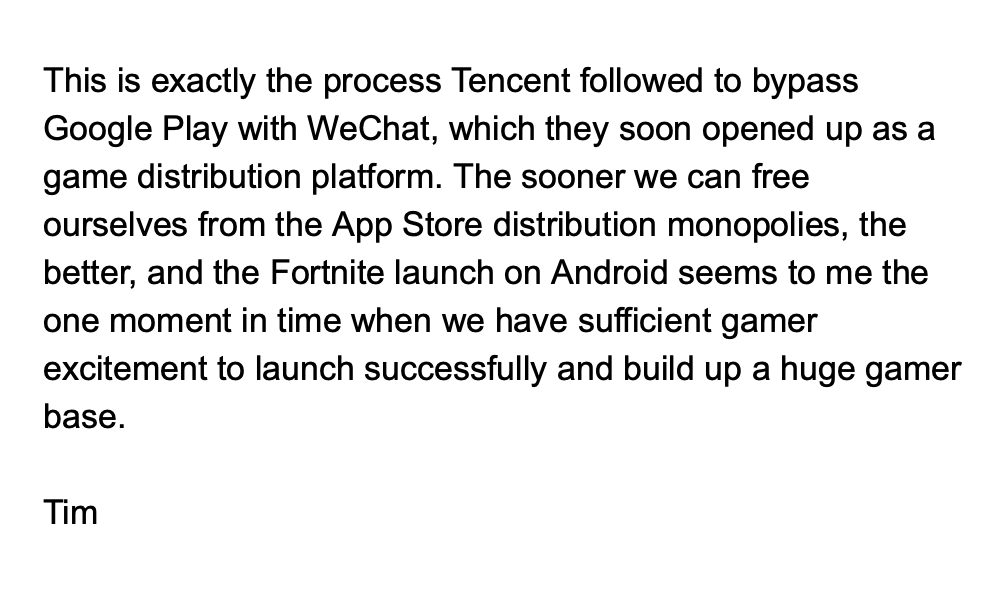 This is exactly the process Tencent followed to bypass
Google Play with WeChat, which they soon opened up as a
game distribution platform. The sooner we can free
ourselves from the App Store distribution monopolies, the
better, and the Fortnite launch on Android seems to me the
one moment in time when we have sufficient gamer
excitement to launch successfully and build up a huge gamer
base.
Tim